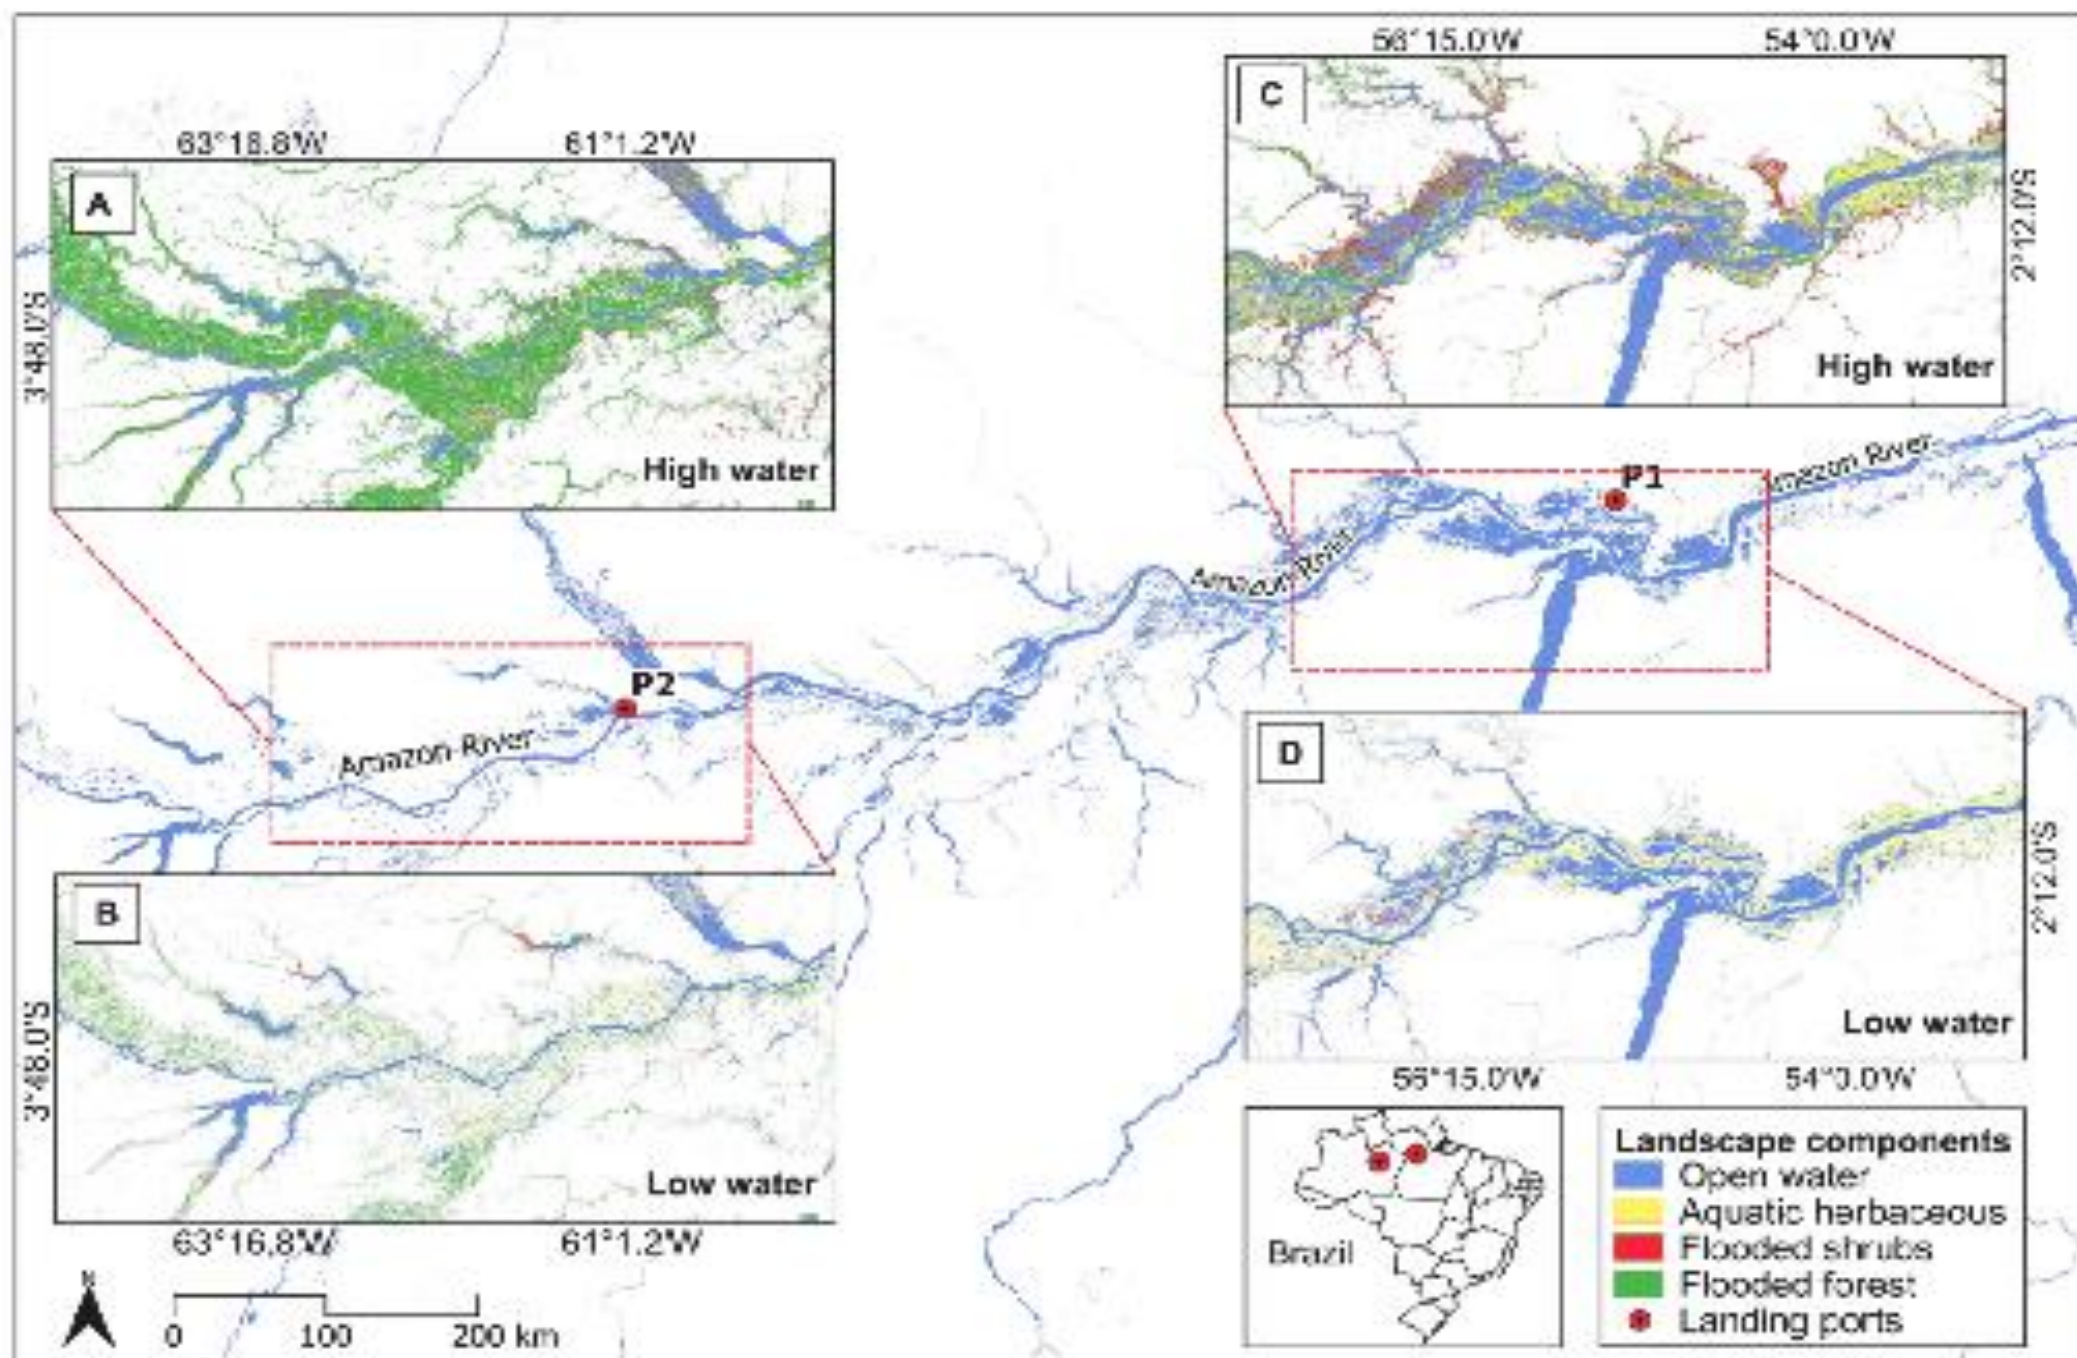 56°15.0'W 54°0.0'W
C
2°12.0'S
High water
63°18.8'W 61°1.2'W
A
3°48.0'S
High water
P1
Amazon River
Amazon River
P2
Amazon River
D
2°12.0'S
Low water
56°15.0'W 54°0.0'W
B
3°48.0'S
Low water
63°16.8'W 61°1.2'W
N
0 100 200 km
Brazil
Landscape components
Open water
Aquatic herbaceous
Flooded shrubs
Flooded forest
Landing ports